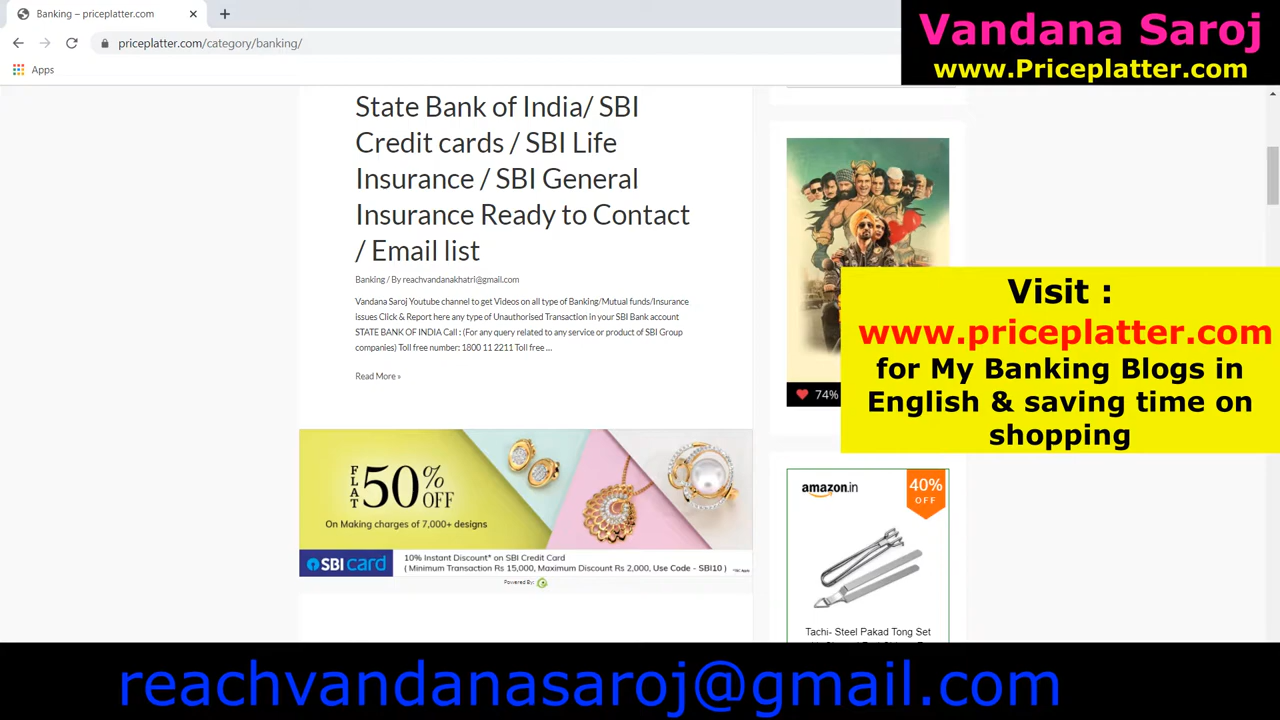 Banking – priceplatter.com
priceplatter.com/category/banking/
Apps
Vandana Saroj
www.Priceplatter.com
State Bank of India/ SBI
Credit cards / SBI Life
Insurance / SBI General
Insurance Ready to Contact
/ Email list
Banking / By reachvandanakhatri@gmail.com
Vandana Saroj Youtube channel to get Videos on all type of Banking/Mutual funds/Insurance
issues Click & Report here any type of Unauthorised Transaction in your SBI Bank account
STATE BANK OF INDIA Call : (For any query related to any service or product of SBI Group
companies) Toll free number: 1800 11 2211 Toll free ...
Read More »
74%
Visit :
www.priceplatter.com
for My Banking Blogs in
English & saving time on
shopping
FLAT 50% OFF
On Making charges of 7,000+ designs
SBI card
10% Instant Discount* on SBI Credit Card
( Minimum Transaction Rs 15,000, Maximum Discount Rs 2,000, Use Code - SBI10 )
Powered By:
amazon.in
40%
OFF
Tachi- Steel Pakad Tong Set
reachvandanasaroj@gmail.com